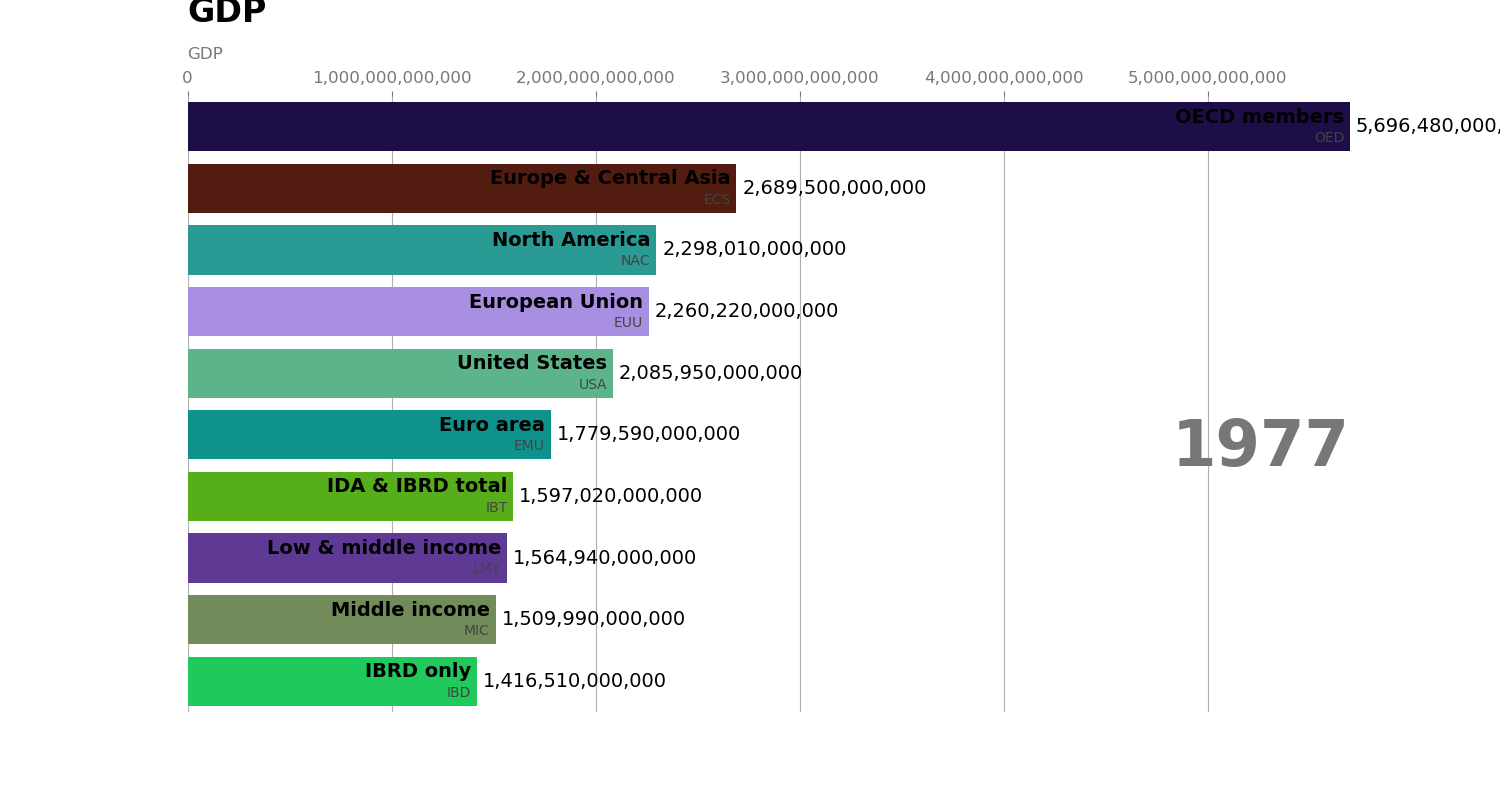 GDP
GDP
0 1,000,000,000,000 2,000,000,000,000 3,000,000,000,000 4,000,000,000,000 5,000,000,000,000
OECD members
OED
5,696,480,000,
Europe & Central Asia
ECS
2,689,500,000,000
North America
NAC
2,298,010,000,000
European Union
EUU
2,260,220,000,000
United States
USA
2,085,950,000,000
Euro area
EMU
1,779,590,000,000
1977
IDA & IBRD total
IBT
1,597,020,000,000
Low & middle income
LMY
1,564,940,000,000
Middle income
MIC
1,509,990,000,000
IBRD only
IBD
1,416,510,000,000